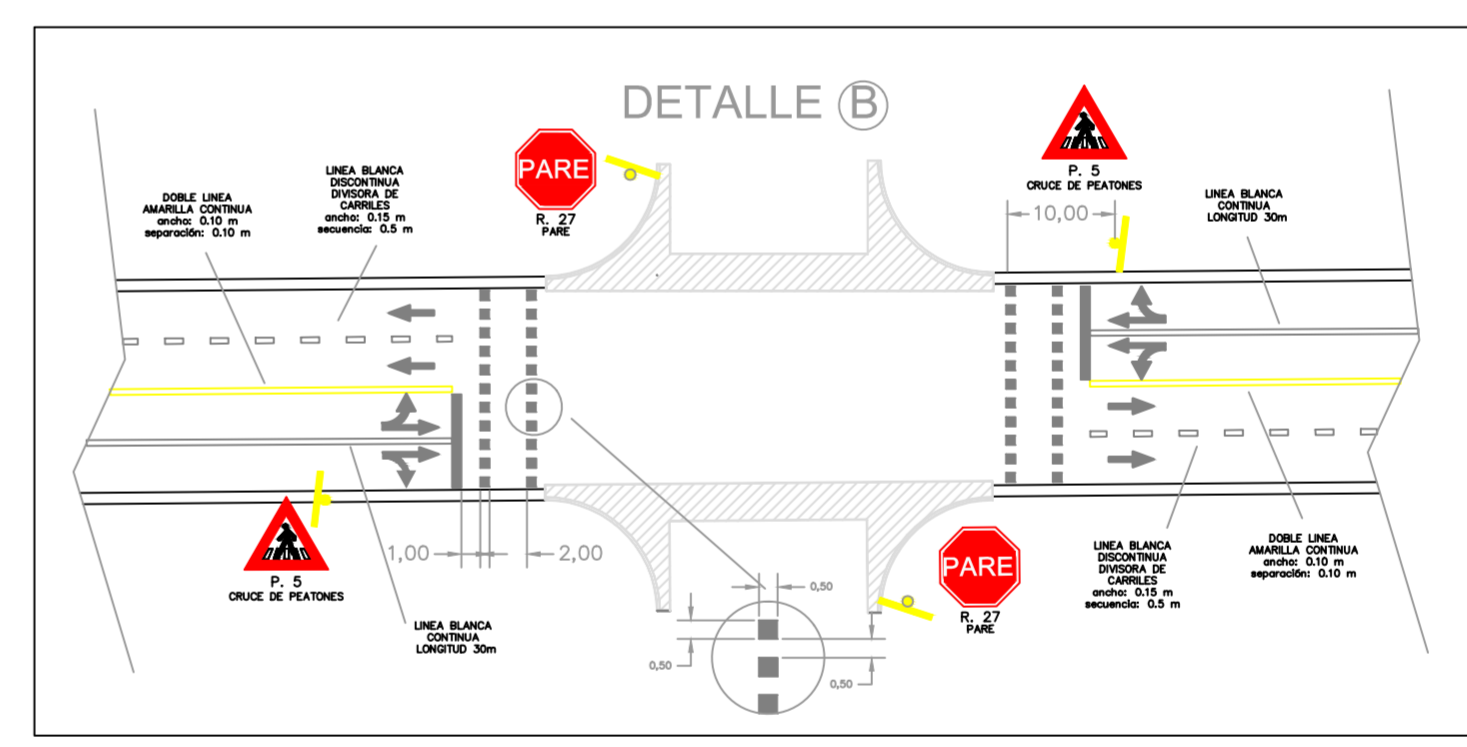 DETALLE B
PARE
R. 27
PARE
P. 5
CRUCE DE PEATONES
10,00
LINEA BLANCA
CONTINUA
LONGITUD 30m
DOBLE LINEA
AMARILLA CONTINUA
ancho: 0.10 m
separación: 0.10 m
LINEA BLANCA
DISCONTINUA
DIVISORA DE
CARRILES
ancho: 0.15 m
secuencia: 0.5 m
P. 5
CRUCE DE PEATONES
1,00
2,00
LINEA BLANCA
CONTINUA
LONGITUD 30m
0,50
0,50
0,50
PARE
R. 27
PARE
LINEA BLANCA
DISCONTINUA
DIVISORA DE
CARRILES
ancho: 0.15 m
secuencia: 0.5 m
DOBLE LINEA
AMARILLA CONTINUA
ancho: 0.10 m
separación: 0.10 m